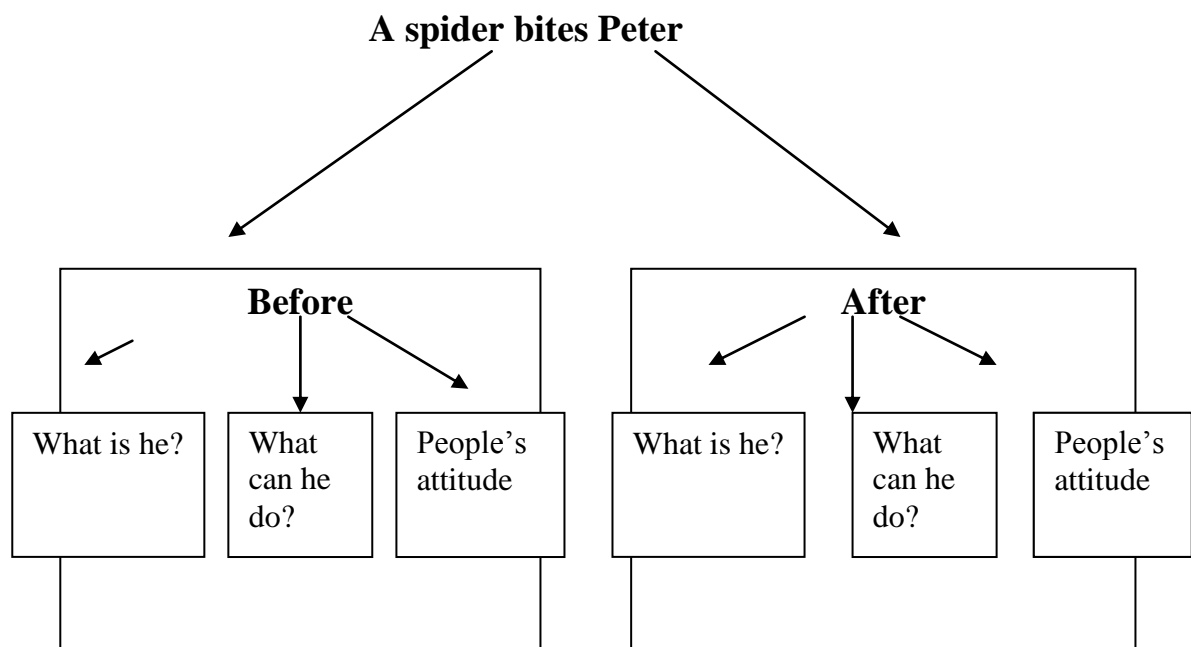 A spider bites Peter
Before
What is he?
What
can he
do?
People’s
attitude
After
What is he?
What
can he
do?
People’s
attitude